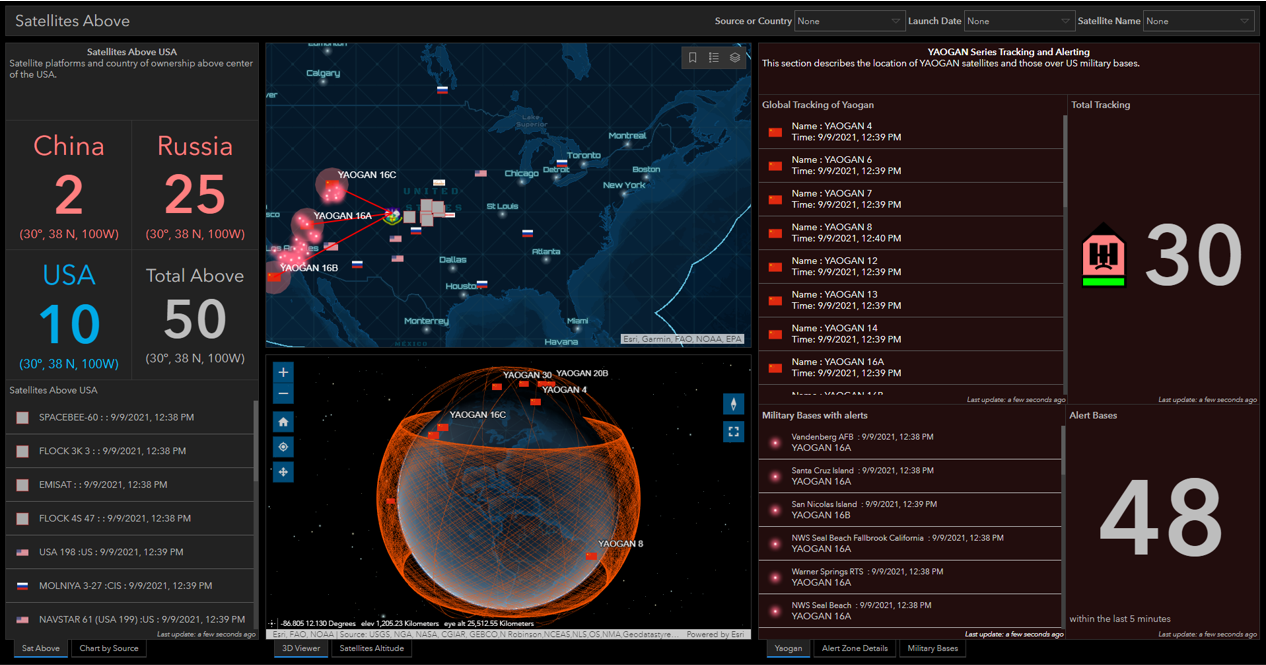 Satellites Above
Source or Country None Launch Date None Satellite Name None
Satellites Above USA
Satellite platforms and country of ownership above center
of the USA.
China
2
(30º, 38 N, 100W)
Russia
25
(30º, 38 N, 100W)
USA
10
(30º, 38 N, 100W)
Total Above
50
(30º, 38 N, 100W)
Satellites Above USA
SPACEBEE-60 : : 9/9/2021, 12:38 PM
FLOCK 3K 3 : : 9/9/2021, 12:38 PM
EMISAT : : 9/9/2021, 12:38 PM
FLOCK 4S 47 : : 9/9/2021, 12:38 PM
USA 198 :US : 9/9/2021, 12:39 PM
MOLNIYA 3-27 :CIS : 9/9/2021, 12:39 PM
NAVSTAR 61 (USA 199) :US : 9/9/2021, 12:39 PM
Last update: a few seconds ago
Sat Above
Chart by Source
Edmonton
Calgary
Lake
Superior
Montreal
Toronto
Boston
Chicago
Detroit
New York
YAOGAN 16C
UNITED
YAOGAN 16A
St Louis
Los Angeles
Atlanta
Dallas
YAOGAN 16B
Houston
Monterrey
Miami
MEXICO
Havana
Esri, Garmin, FAO, NOAA, EPA
YAOGAN 30
YAOGAN 20B
YAOGAN 4
YAOGAN 16C
YAOGAN 8
-86.805 12.130 Degrees elev 1,205.23 Kilometers eye alt 25,512.55 Kilometers
Esri, FAO, NOAA | Source: USGS, NGA, NASA, CGIAR, GEBCO,N Robinson,NCEAS,NLS,OS,NMA,Geodatastyre... Powered by Esri
3D Viewer
Satellites Altitude
YAOGAN Series Tracking and Alerting
This section describes the location of YAOGAN satellites and those over US military bases.
Global Tracking of Yaogan
Name : YAOGAN 4
Time: 9/9/2021, 12:39 PM
Name : YAOGAN 6
Time: 9/9/2021, 12:39 PM
Name : YAOGAN 7
Time: 9/9/2021, 12:39 PM
Name : YAOGAN 8
Time: 9/9/2021, 12:40 PM
Name : YAOGAN 12
Time: 9/9/2021, 12:39 PM
Name : YAOGAN 13
Time: 9/9/2021, 12:39 PM
Name : YAOGAN 14
Time: 9/9/2021, 12:39 PM
Name : YAOGAN 16A
Time: 9/9/2021, 12:39 PM
Last update: a few seconds ago
Total Tracking
30
Last update: a few seconds ago
Military Bases with alerts
Vandenberg AFB : 9/9/2021, 12:38 PM
YAOGAN 16A
Santa Cruz Island : 9/9/2021, 12:38 PM
YAOGAN 16A
San Nicolas Island : 9/9/2021, 12:39 PM
YAOGAN 16B
NWS Seal Beach Fallbrook California : 9/9/2021, 12:38 PM
YAOGAN 16A
Warner Springs RTS : 9/9/2021, 12:38 PM
YAOGAN 16A
NWS Seal Beach : 9/9/2021, 12:38 PM
YAOGAN 16A
Last update: a few seconds ago
Alert Bases
48
within the last 5 minutes
Last update: a few seconds ago
Yaogan
Alert Zone Details
Military Bases